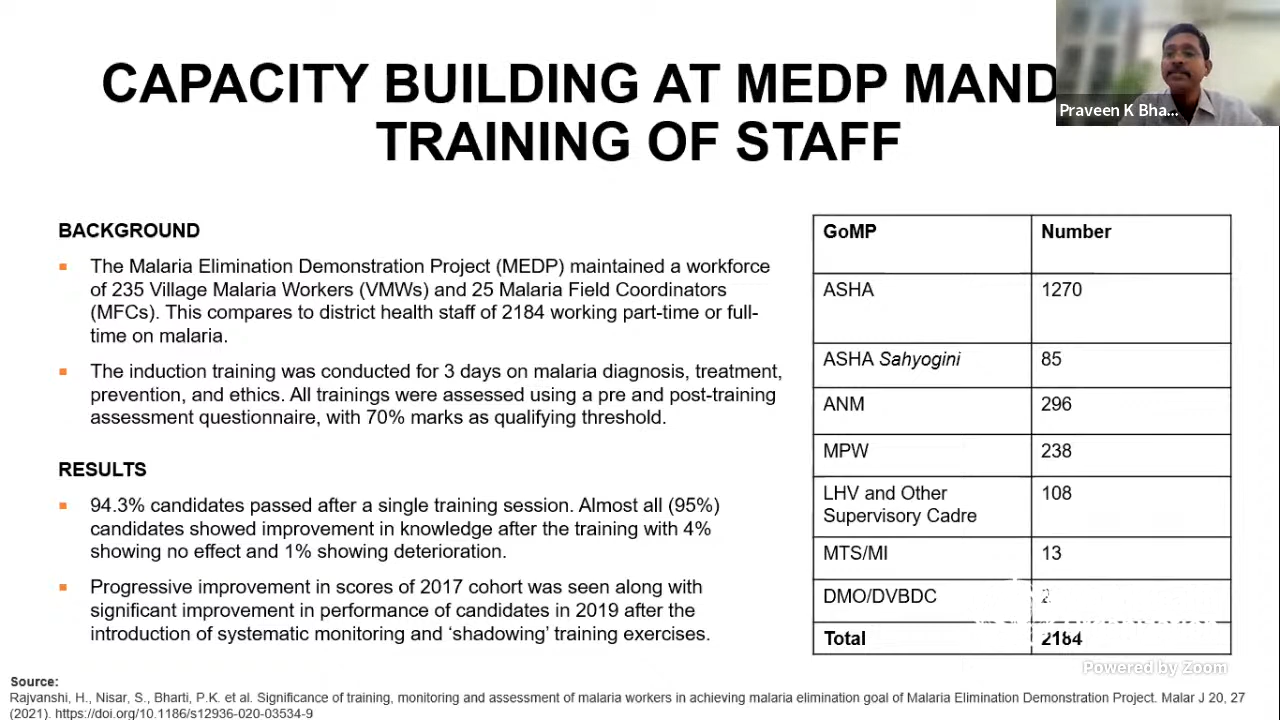 CAPACITY BUILDING AT MEDP MAND
TRAINING OF STAFF
Praveen K Bha...
BACKGROUND
The Malaria Elimination Demonstration Project (MEDP) maintained a workforce
of 235 Village Malaria Workers (VMWs) and 25 Malaria Field Coordinators
(MFCs). This compares to district health staff of 2184 working part-time or full-
time on malaria.
The induction training was conducted for 3 days on malaria diagnosis, treatment,
prevention, and ethics. All trainings were assessed using a pre and post-training
assessment questionnaire, with 70% marks as qualifying threshold.
RESULTS
94.3% candidates passed after a single training session. Almost all (95%)
candidates showed improvement in knowledge after the training with 4%
showing no effect and 1% showing deterioration.
Progressive improvement in scores of 2017 cohort was seen along with
significant improvement in performance of candidates in 2019 after the
introduction of systematic monitoring and ‘shadowing’ training exercises.
GoMP Number
ASHA 1270
ASHA Sahyogini 85
ANM 296
MPW 238
LHV and Other
Supervisory Cadre 108
MTS/MI 13
DMO/DVBDC
Total 2184
Powered by Zoom
Source:
Rajvanshi, H., Nisar, S., Bharti, P.K. et al. Significance of training, monitoring and assessment of malaria workers in achieving malaria elimination goal of Malaria Elimination Demonstration Project. Malar J 20, 27
(2021). https://doi.org/10.1186/s12936-020-03534-9